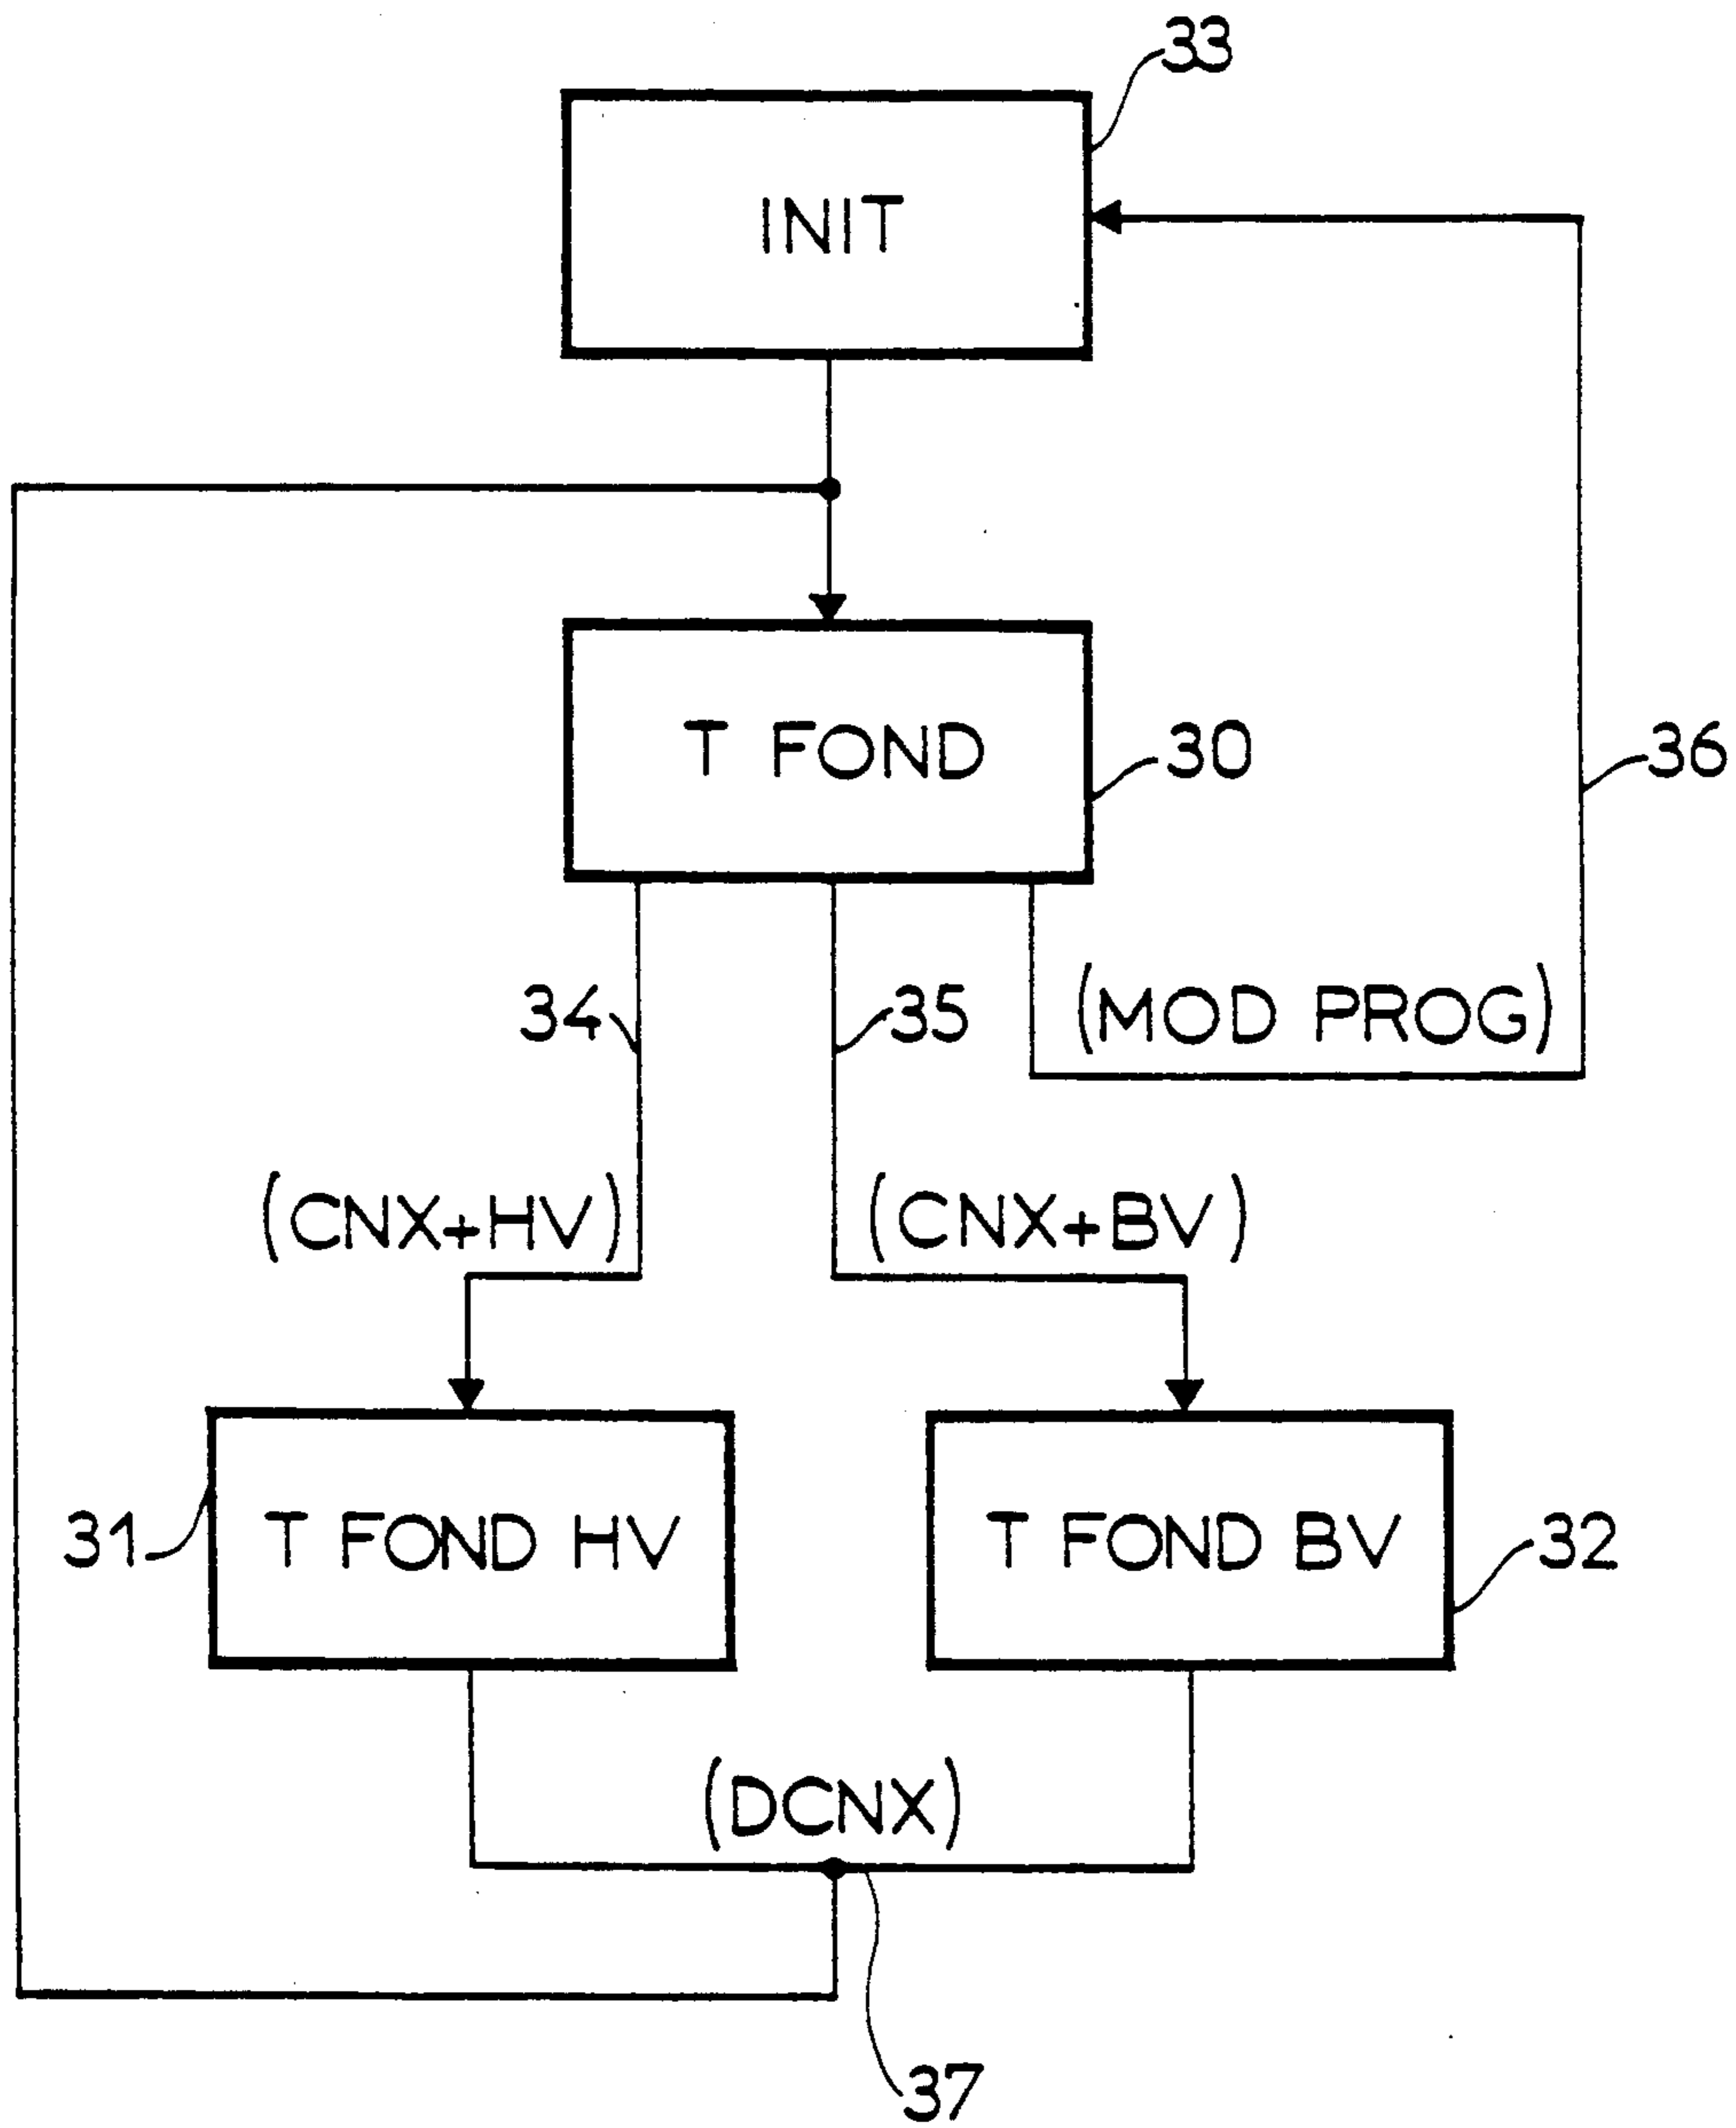 33
INIT
T FOND
30
36
34
35
(MOD PROG)
(CNX+HV)
(CNX+BV)
31
T FOND HV
T FOND BV
32
(DCNX)
37